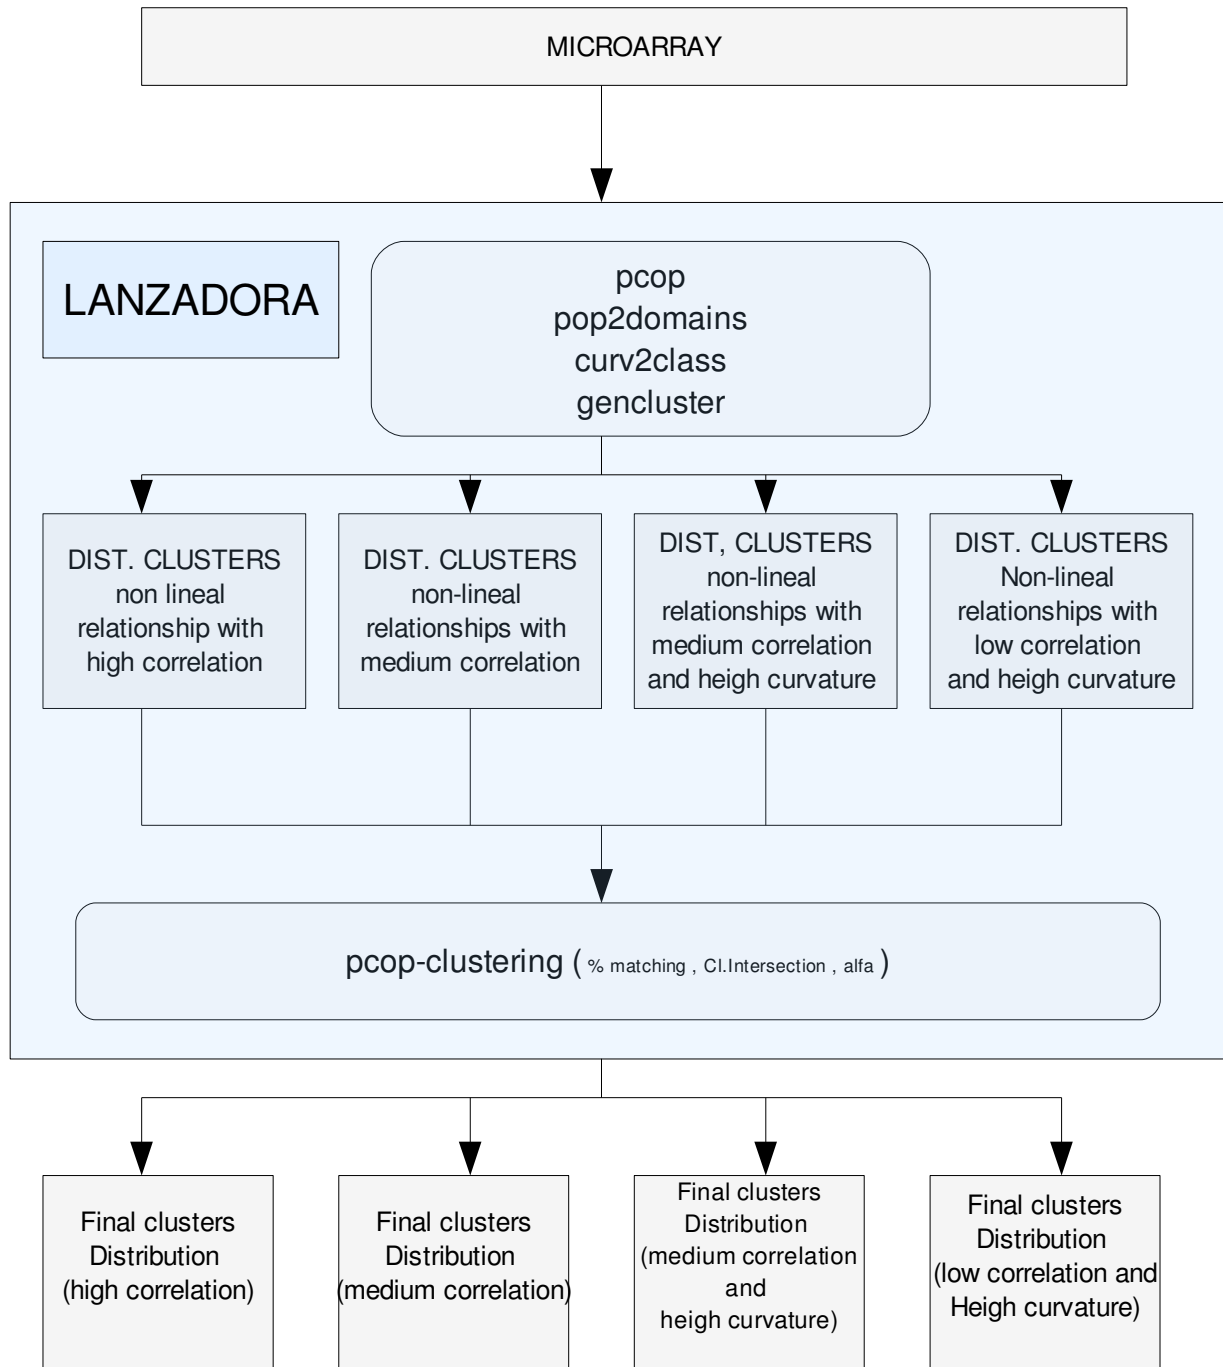 MICROARRAY
LANZADORA
pcop
pop2domains
curv2class
gencluster
DIST. CLUSTERS
non lineal
relationship with
high correlation
DIST. CLUSTERS
non-lineal
relationships with
medium correlation
DIST, CLUSTERS
non-lineal
relationships with
medium correlation
and heigh curvature
DIST. CLUSTERS
Non-lineal
relationships with
low correlation
and heigh curvature
pcop-clustering ( % matching , Cl.Intersection , alfa )
Final clusters
Distribution
(high correlation)
Final clusters
Distribution
(medium correlation)
Final clusters
Distribution
(medium correlation
and
heigh curvature)
Final clusters
Distribution
(low correlation and
Heigh curvature)